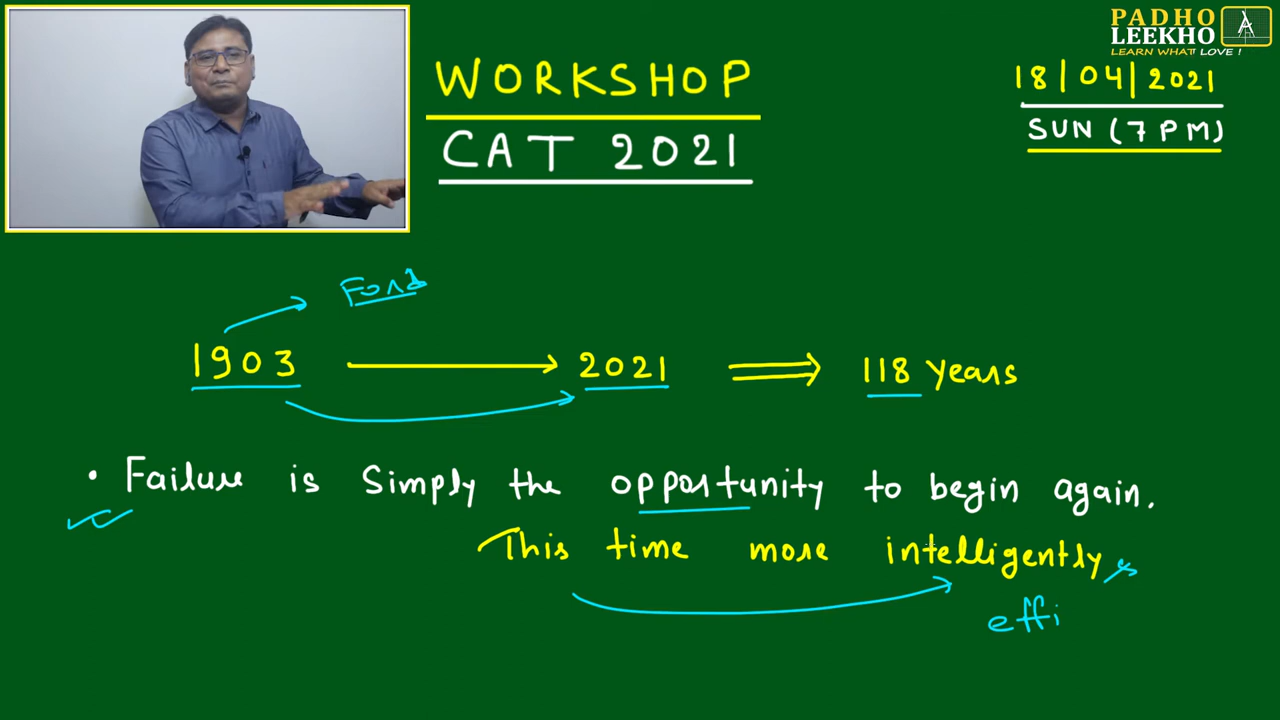 PADHO
LEEKHO
LEARN WHAT LOVE !
WORKSHOP
CAT 2021
18/04/2021
SUN (7 PM)
Ford
1903 → 2021 ⇒ 118 years
• Failure is simply the opportunity to begin again.
This time more intelligently
effi